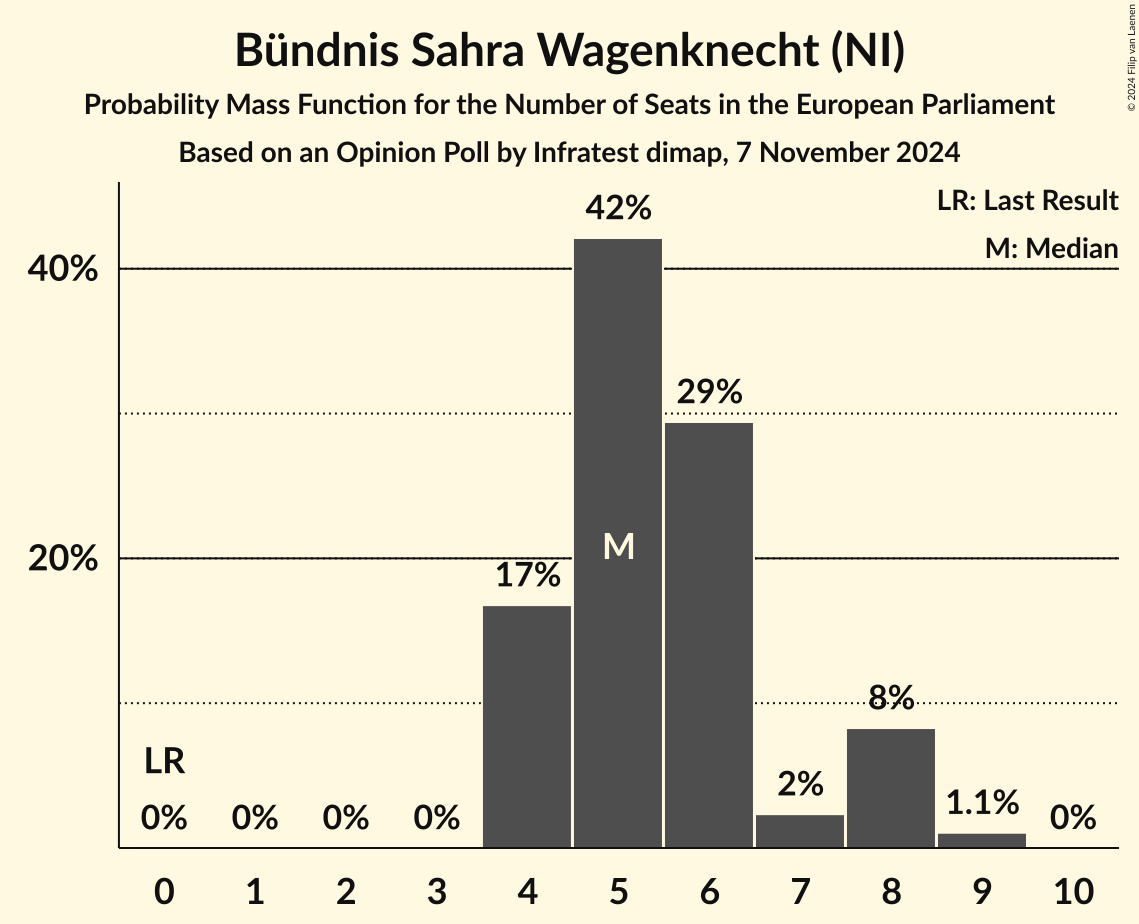 Bündnis Sahra Wagenknecht (NI)
Probability Mass Function for the Number of Seats in the European Parliament
Based on an Opinion Poll by Infratest dimap, 7 November 2024
© 2024 Filip van Laenen
LR: Last Result
M: Median
42%
40%
29%
M
20%
17%
8%
LR
2%
1.1%
0% 0% 0% 0% 0%
0 1 2 3 4 5 6 7 8 9 10